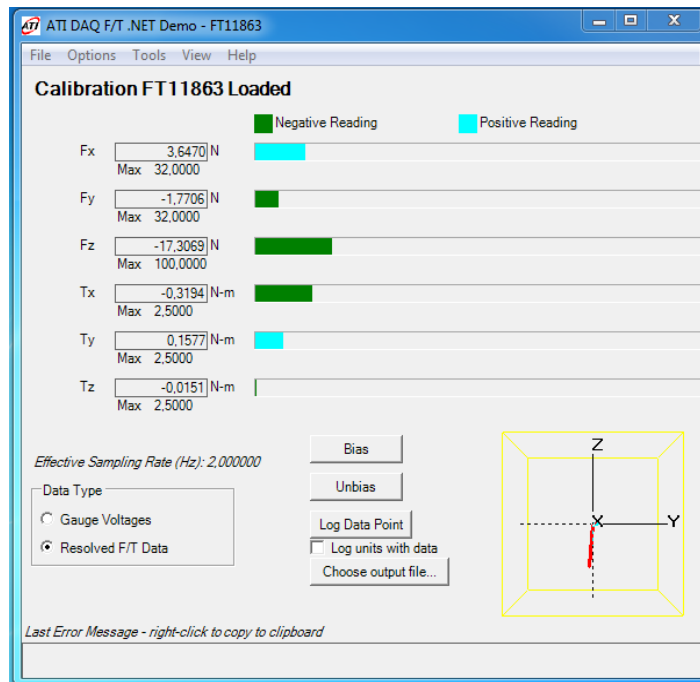 ATI ATI DAQ F/T .NET Demo - FT11863
File Options Tools View Help
Calibration FT11863 Loaded
Negative Reading Positive Reading
Fx 3,6470 N
Max 32,0000
Fy -1,7706 N
Max 32,0000
Fz -17,3069 N
Max 100,0000
Tx -0,3194 N-m
Max 2,5000
Ty 0,1577 N-m
Max 2,5000
Tz -0,0151 N-m
Max 2,5000
Effective Sampling Rate (Hz): 2,000000
Data Type
Gauge Voltages
Resolved F/T Data
Bias
Unbias
Log Data Point
Log units with data
Choose output file...
Z
X Y
Last Error Message - right-click to copy to clipboard